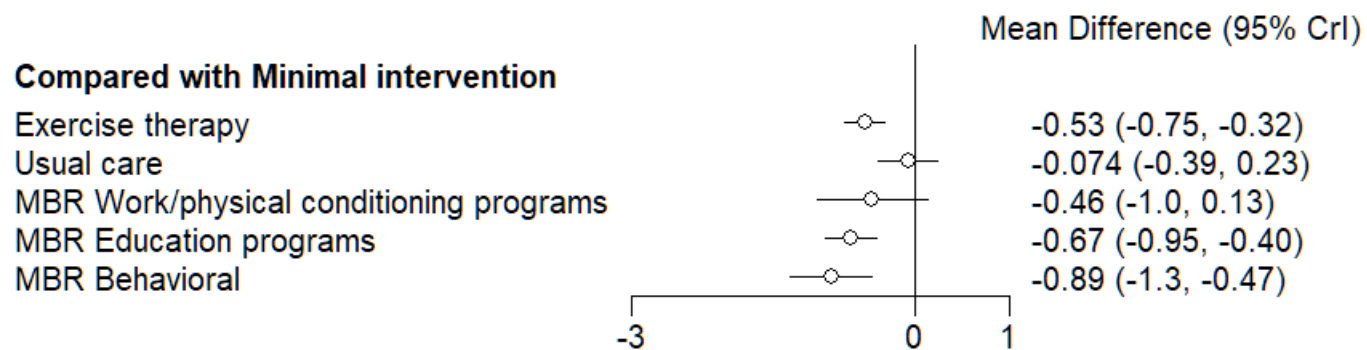 Mean Difference (95% CrI)
Compared with Minimal intervention
Exercise therapy -0.53 (-0.75, -0.32)
Usual care -0.074 (-0.39, 0.23)
MBR Work/physical conditioning programs -0.46 (-1.0, 0.13)
MBR Education programs -0.67 (-0.95, -0.40)
MBR Behavioral -0.89 (-1.3, -0.47)
-3 0 1